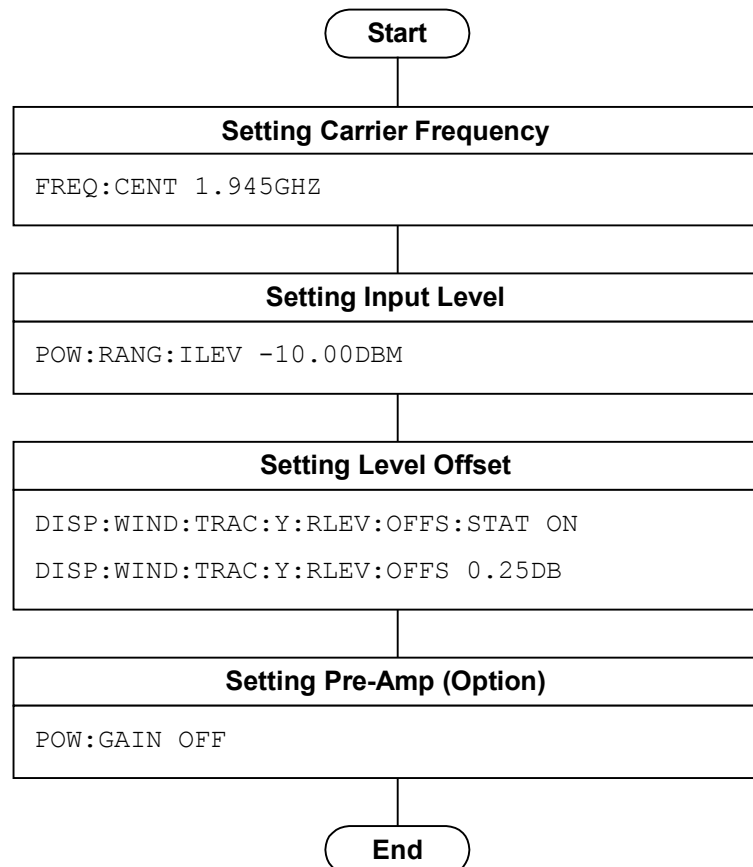 Start
Setting Carrier Frequency
FREQ:CENT 1.945GHZ
Setting Input Level
POW:RANG:ILEV -10.00DBM
Setting Level Offset
DISP:WIND:TRAC:Y:RLEV:OFFS:STAT ON
DISP:WIND:TRAC:Y:RLEV:OFFS 0.25DB
Setting Pre-Amp (Option)
POW:GAIN OFF
End